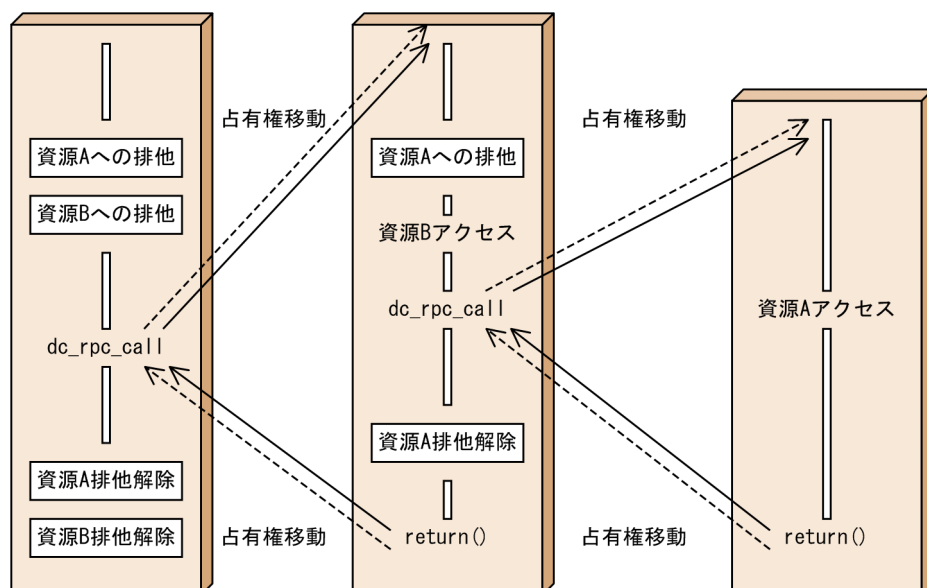 資源Aへの排他
資源Bへの排他
dc_rpc_call
資源A排他解除
資源B排他解除
占有権移動
占有権移動
資源Aへの排他
資源Bアクセス
dc_rpc_call
資源A排他解除
return()
占有権移動
占有権移動
資源Aアクセス
return()